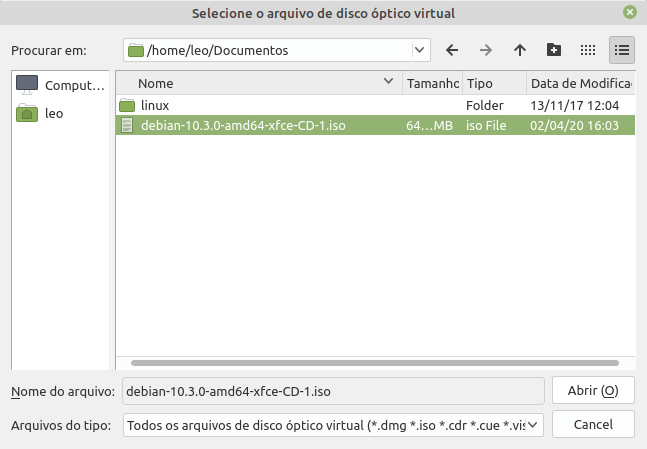 Selecione o arquivo de disco óptico virtual
Procurar em: /home/leo/Documentos
Comput...
leo
Nome Tamanho Tipo Data de Modifica
linux Folder 13/11/17 12:04
debian-10.3.0-amd64-xfce-CD-1.iso 64...MB iso File 02/04/20 16:03
Nome do arquivo: debian-10.3.0-amd64-xfce-CD-1.iso Abrir (O)
Arquivos do tipo: Todos os arquivos de disco óptico virtual (*.dmg *.iso *.cdr *.cue *.vis Cancel